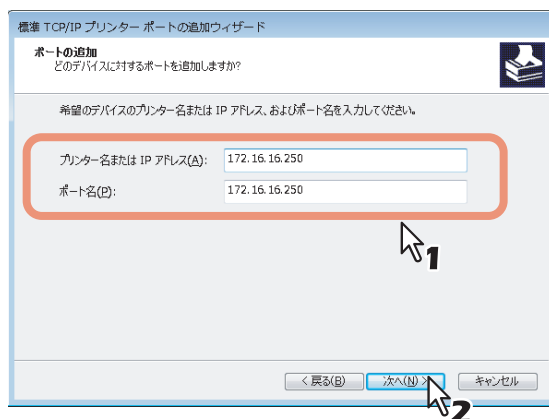 標準 TCP/IP プリンター ポートの追加ウィザード
ポートの追加
どのデバイスに対するポートを追加しますか?
希望のデバイスのプリンター名または IP アドレス、およびポート名を入力してください。
プリンター名または IP アドレス(A): 172.16.16.250
ポート名(P): 172.16.16.250
1
< 戻る(B) 次へ(N) > キャンセル
2